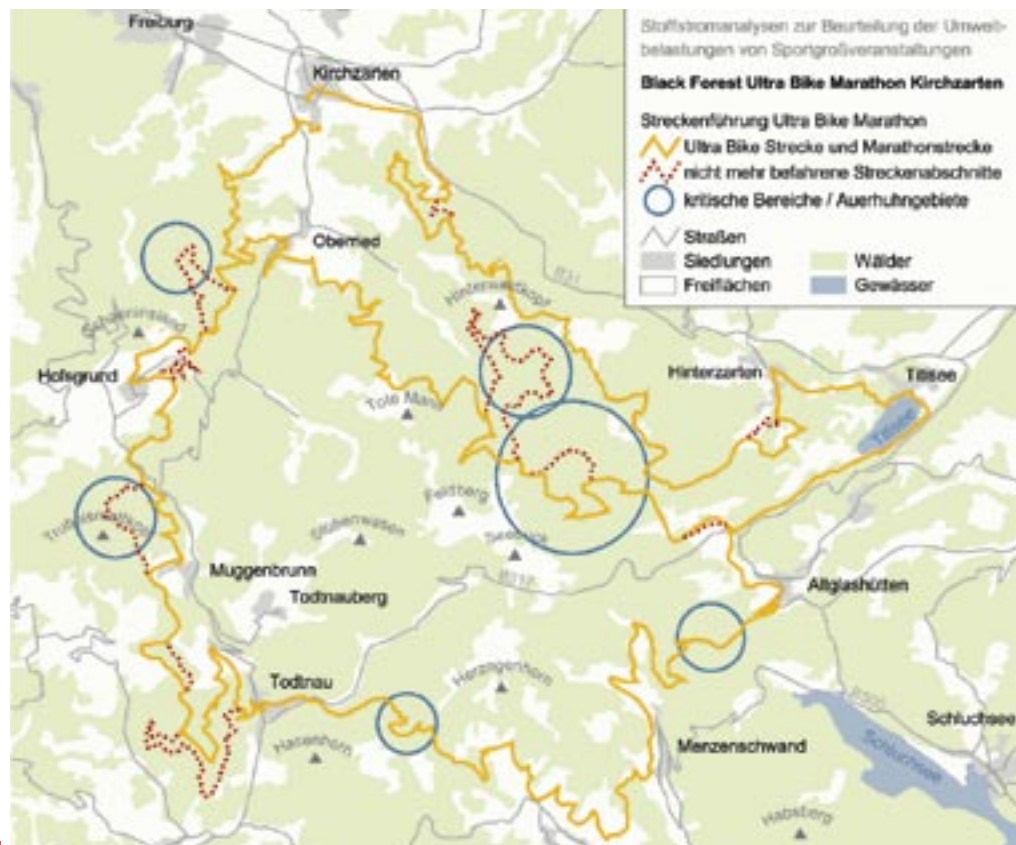 Freiburg
Kirchzarten
Stoffstromanalysen zur Beurteilung der Umwelt-
belastungen von Sportgroßveranstaltungen
Black Forest Ultra Bike Marathon Kirchzarten
Streckenführung Ultra Bike Marathon
Ultra Bike Strecke und Marathonstrecke
nicht mehr befahrene Streckenabschnitte
kritische Bereiche / Auerhuhngebiete
Straßen
Siedlungen
Wälder
Freiflächen
Gewässer
Oberried
B31
Hinterwaldkopf
Schauinsland
Hofsgrund
Hinterzarten
Titisee
Titisee
Tote Mann
Feldberg
Stübenwasen
Seebuck
B317
Muggenbrunn
Todtnauberg
Altglashütten
Herzogenhorn
Todtnau
Hasenhorn
Menzenschwand
B500
Schluchsee
Schluchsee
Habsberg